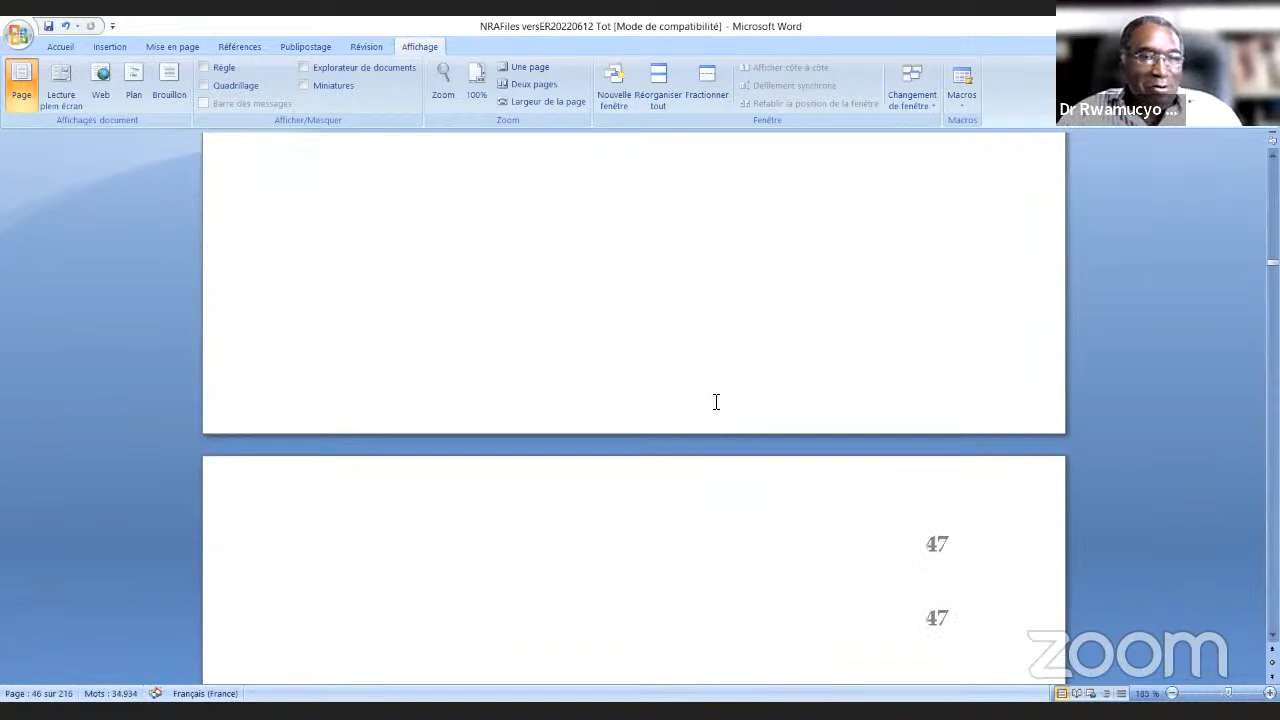 NRAFiles versER20220612 Tot [Mode de compatibilité] - Microsoft Word
Accueil Insertion Mise en page Références Publipostage Révision Affichage
Page
Lecture plein écran
Web
Plan
Brouillon
Affichages document
Règle
Quadrillage
Barre des messages
Explorateur de documents
Miniatures
Afficher/Masquer
Zoom
100%
Une page
Deux pages
Largeur de la page
Zoom
Nouvelle fenêtre
Réorganiser tout
Fractionner
Afficher côte à côte
Défilement synchrone
Rétablir la position de la fenêtre
Fenêtre
Changement de fenêtre
Macros
Macros
Dr Rwamucyo ...
47
47
zoom
Page : 46 sur 216 Mots : 34.934 Français (France) 185 %